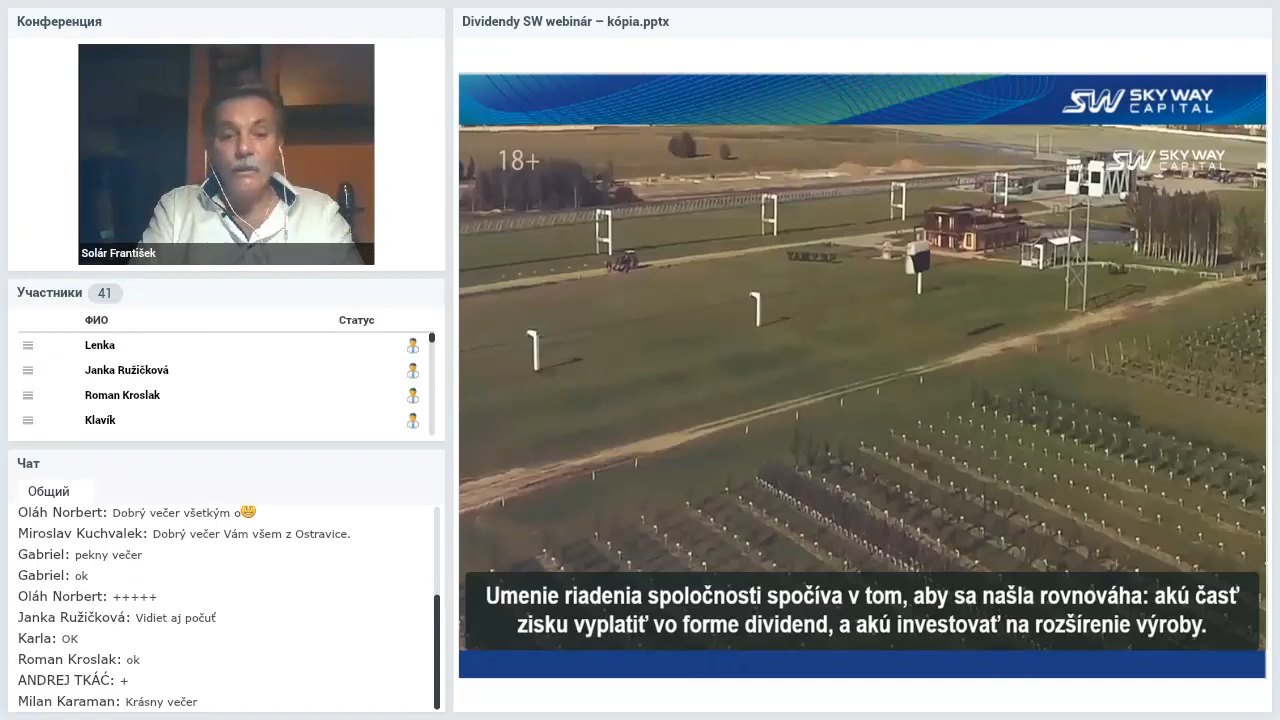 Конференция
Solár František
Участники 41
ФИО Статус
Lenka
Janka Ružičková
Roman Kroslak
Klavík
Чат
Общий
Oláh Norbert: Dobrý večer všetkým o
Miroslav Kuchvalek: Dobrý večer Vám všem z Ostravice.
Gabriel: pekny večer
Gabriel: ok
Oláh Norbert: +++++
Janka Ružičková: Vidiet aj počuť
Karla: OK
Roman Kroslak: ok
ANDREJ TKÁČ: +
Milan Karaman: Krásny večer
Dividendy SW webinár – kópia.pptx
SW SKY WAY
CAPITAL
18+
SW SKY WAY
CAPITAL
Umenie riadenia spoločnosti spočíva v tom, aby sa našla rovnováha: akú časť
zisku vyplatiť vo forme dividend, a akú investovať na rozšírenie výroby.